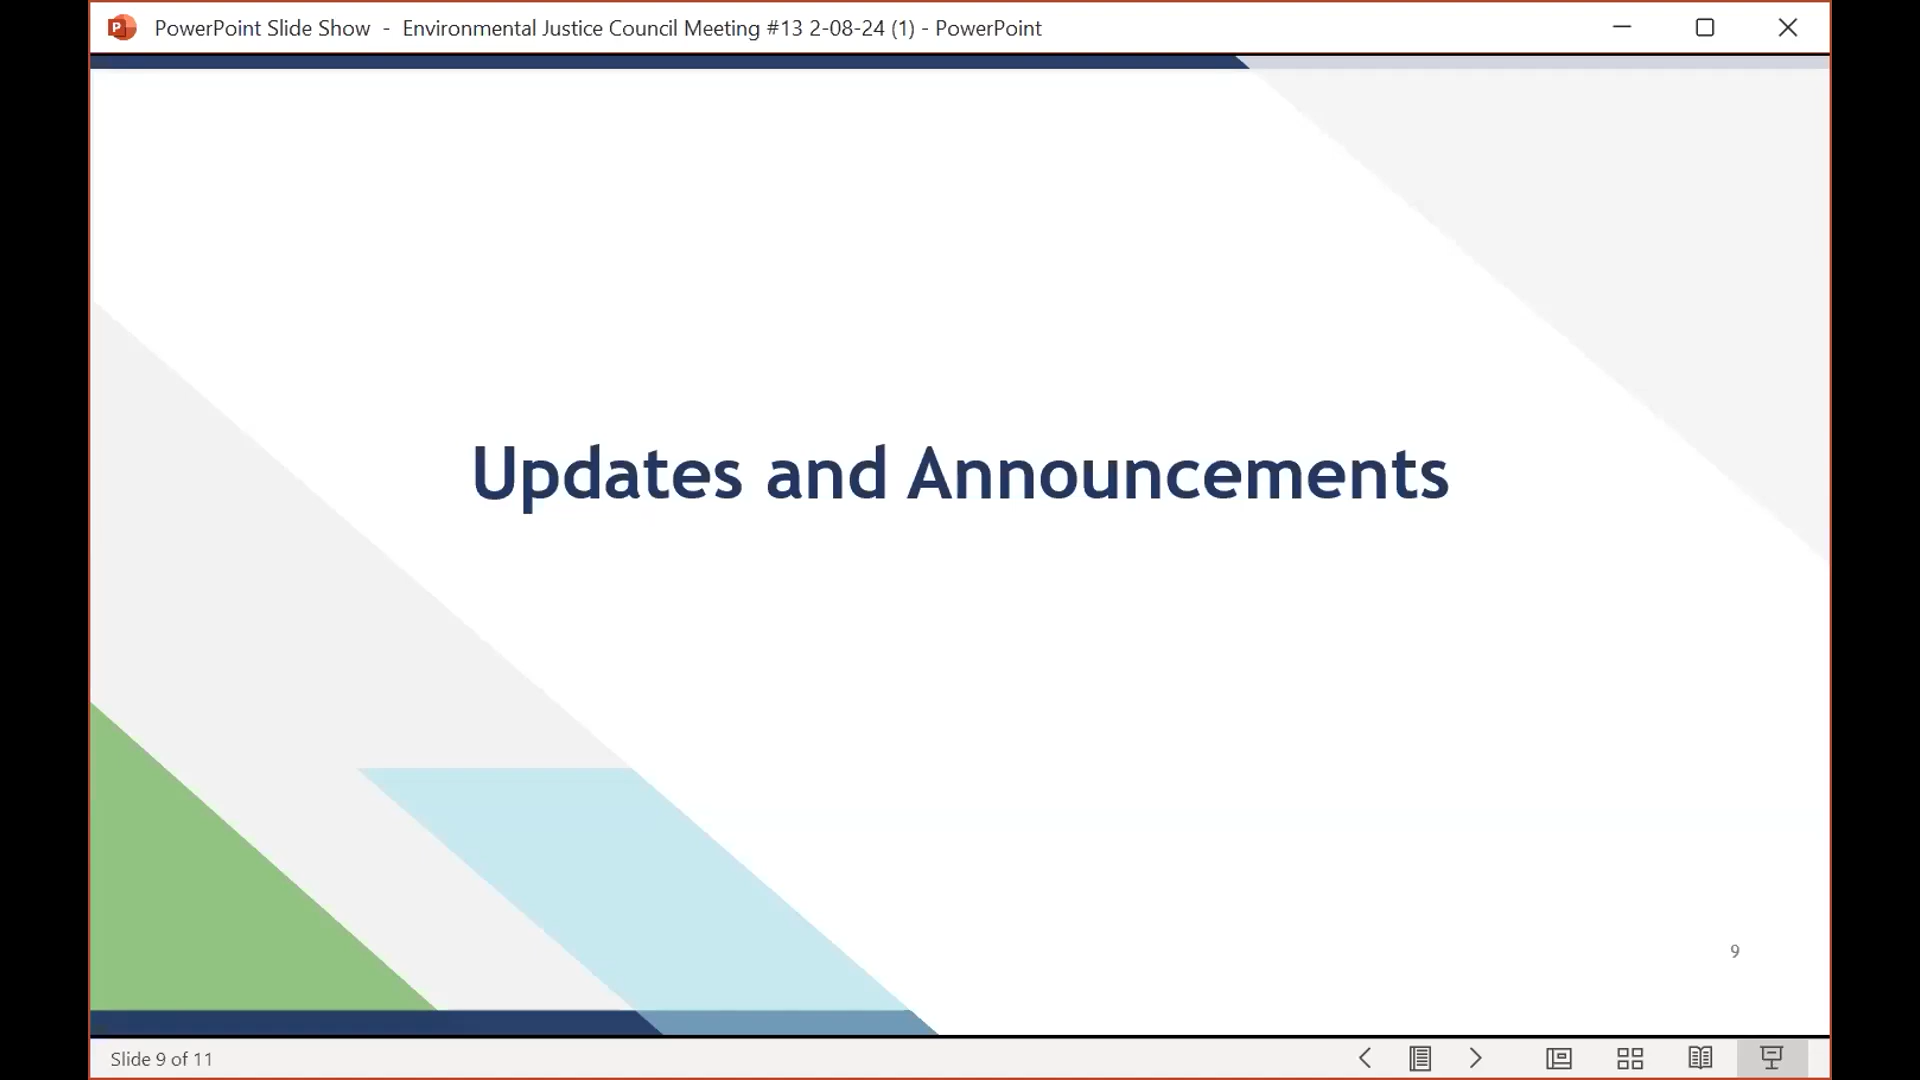 PowerPoint Slide Show - Environmental Justice Council Meeting #13 2-08-24 (1) - PowerPoint
Updates and Announcements
9
Slide 9 of 11